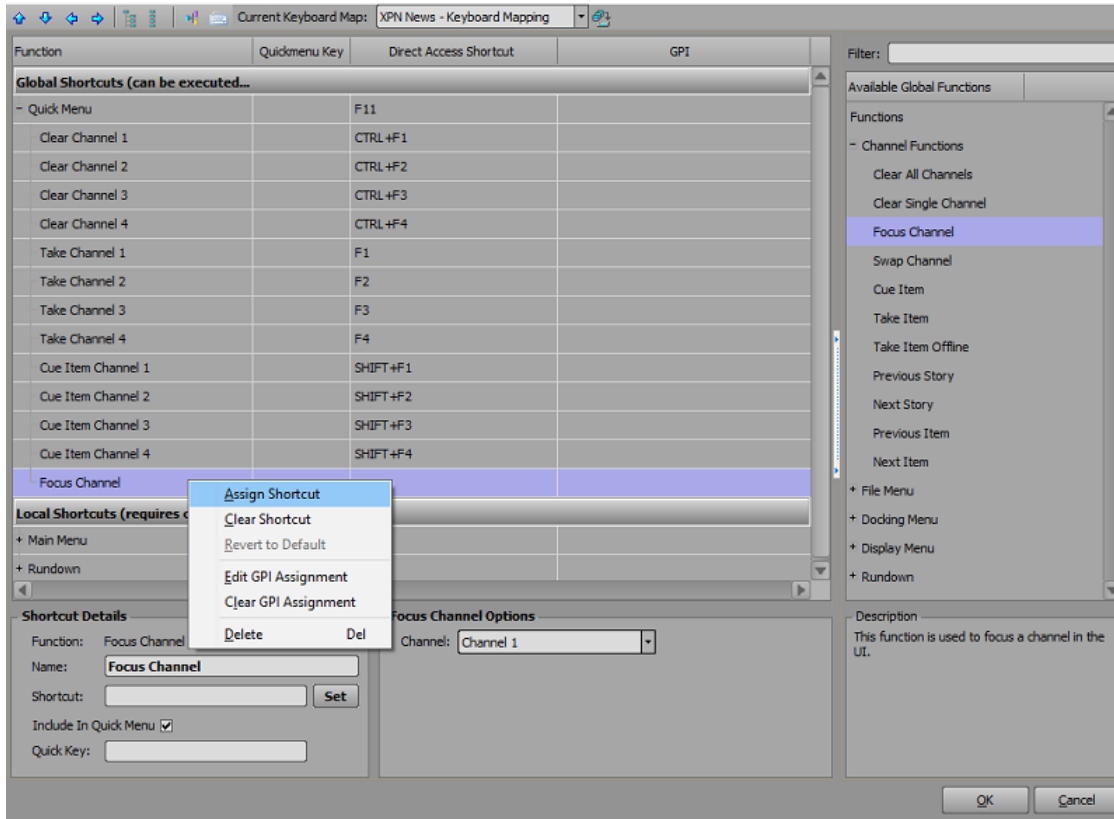 Current Keyboard Map: XPN News - Keyboard Mapping
Function Quickmenu Key Direct Access Shortcut GPI
Global Shortcuts (can be executed...
- Quick Menu F11
Clear Channel 1 CTRL+F1
Clear Channel 2 CTRL+F2
Clear Channel 3 CTRL+F3
Clear Channel 4 CTRL+F4
Take Channel 1 F1
Take Channel 2 F2
Take Channel 3 F3
Take Channel 4 F4
Cue Item Channel 1 SHIFT+F1
Cue Item Channel 2 SHIFT+F2
Cue Item Channel 3 SHIFT+F3
Cue Item Channel 4 SHIFT+F4
Focus Channel
Local Shortcuts (requires
+ Main Menu
+ Rundown
Assign Shortcut
Clear Shortcut
Revert to Default
Edit GPI Assignment
Clear GPI Assignment
Delete Del
Filter:
Available Global Functions
Functions
- Channel Functions
Clear All Channels
Clear Single Channel
Focus Channel
Swap Channel
Cue Item
Take Item
Take Item Offline
Previous Story
Next Story
Previous Item
Next Item
+ File Menu
+ Docking Menu
+ Display Menu
+ Rundown
Shortcut Details
Function: Focus Channel
Name: Focus Channel
Shortcut: Set
Include In Quick Menu
Quick Key:
Focus Channel Options
Channel: Channel 1
Description
This function is used to focus a channel in the
UI.
OK Cancel